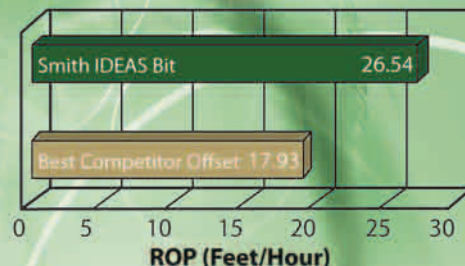 Smith IDEAS Bit 26.54
Best Competitor Offset 17.93
0 5 10 15 20 25 30
ROP (Feet/Hour)